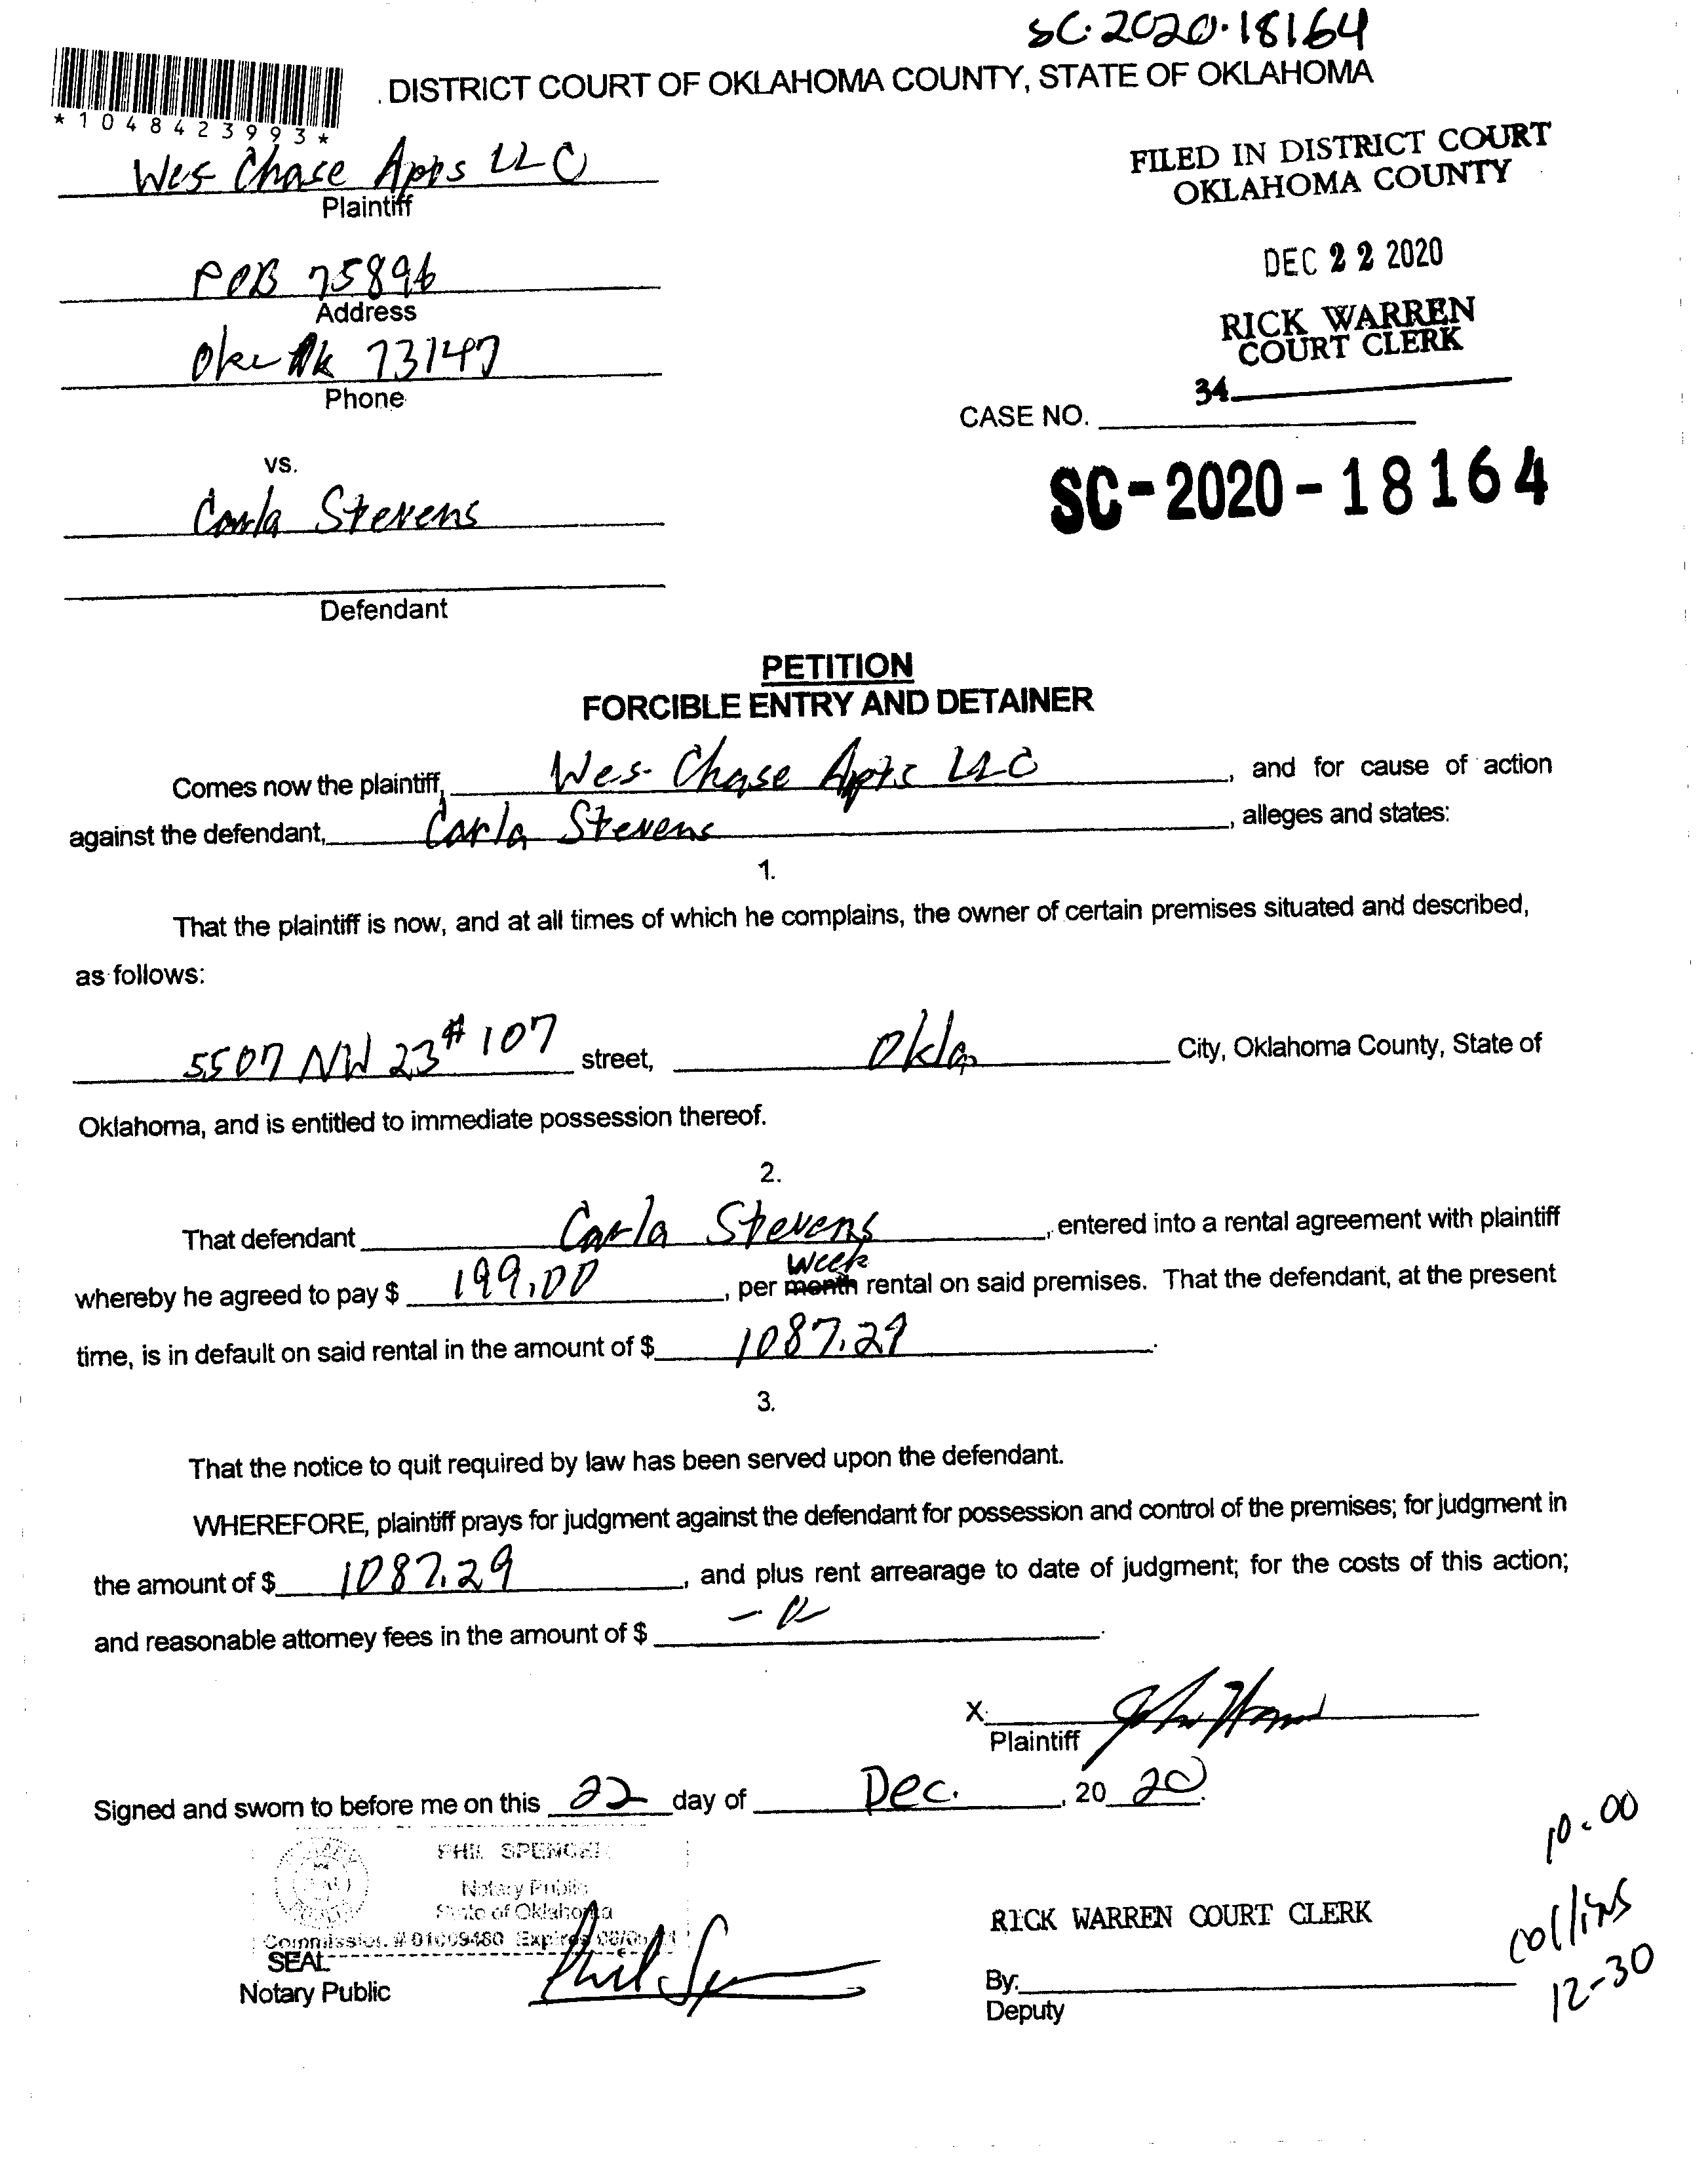 SC-2020-18164
DISTRICT COURT OF OKLAHOMA COUNTY, STATE OF OKLAHOMA
*1048423993*
Wes Chase Apts LLC
Plaintiff
FILED IN DISTRICT COURT
OKLAHOMA COUNTY
POB 75896
Address
DEC 22 2020
Okc Ok 73147
Phone
RICK WARREN
COURT CLERK
34
CASE NO.
vs.
SC-2020-18164
Carla Stevens
Defendant
PETITION
FORCIBLE ENTRY AND DETAINER
Comes now the plaintiff, Wes Chase Apts LLC, and for cause of action
against the defendant, Carla Stevens, alleges and states:
1.
That the plaintiff is now, and at all times of which he complains, the owner of certain premises situated and described,
as follows:
5507 NW 23 #107 street, Okla City, Oklahoma County, State of
Oklahoma, and is entitled to immediate possession thereof.
2.
That defendant Carla Stevens, entered into a rental agreement with plaintiff
week
whereby he agreed to pay $ 199.00, per month rental on said premises. That the defendant, at the present
time, is in default on said rental in the amount of $ 1087.29.
3.
That the notice to quit required by law has been served upon the defendant.
WHEREFORE, plaintiff prays for judgment against the defendant for possession and control of the premises; for judgment in
the amount of $ 1087.29, and plus rent arrearage to date of judgment; for the costs of this action;
and reasonable attorney fees in the amount of $
X
Plaintiff
Signed and sworn to before me on this 22 day of Dec., 20 20.
10:00
Collins
12-30
PHIL SPENCER
Notary Public
State of Oklahoma
Commission # 01009480 Expires
SEAL
Notary Public
Phil
RICK WARREN COURT CLERK
By:
Deputy